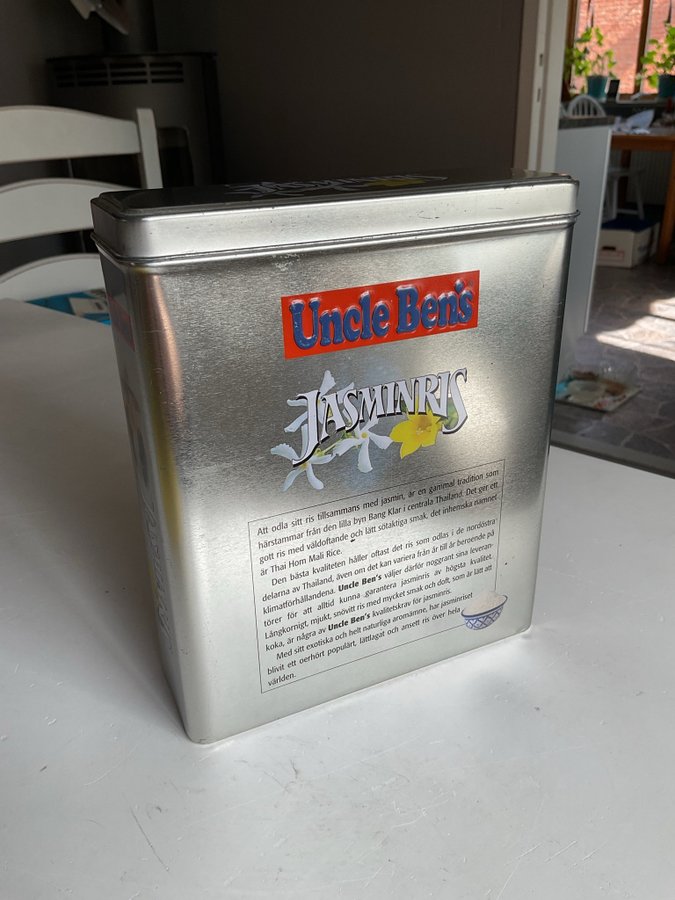 Uncle Ben's
JASMINRIS
Att odla sitt ris tillsammans med jasmin, är en gammal tradition som
härstammar från den lilla byn Bang Klar i centrala Thailand. Det ger ett
gott ris med väldoftande och lätt sötaktiga smak, det inhemska namnet
är Thai Hom Mali Rice.
Den bästa kvaliteten håller oftast det ris som odlas i de nordöstra
delarna av Thailand, även om det kan variera från år till år beroende på
klimatförhållandena. Uncle Ben's väljer därför noggrant sina leveran-
törer för att alltid kunna garantera jasminris av högsta kvalitet.
Långkornigt, mjukt, snövitt ris med mycket smak och doft, som är lätt att
koka, är några av Uncle Ben's kvalitetskrav för jasminris.
Med sitt exotiska och helt naturliga aromämne, har jasminriset
blivit ett oerhört populärt, lättlagat och ansett ris över hela
världen.